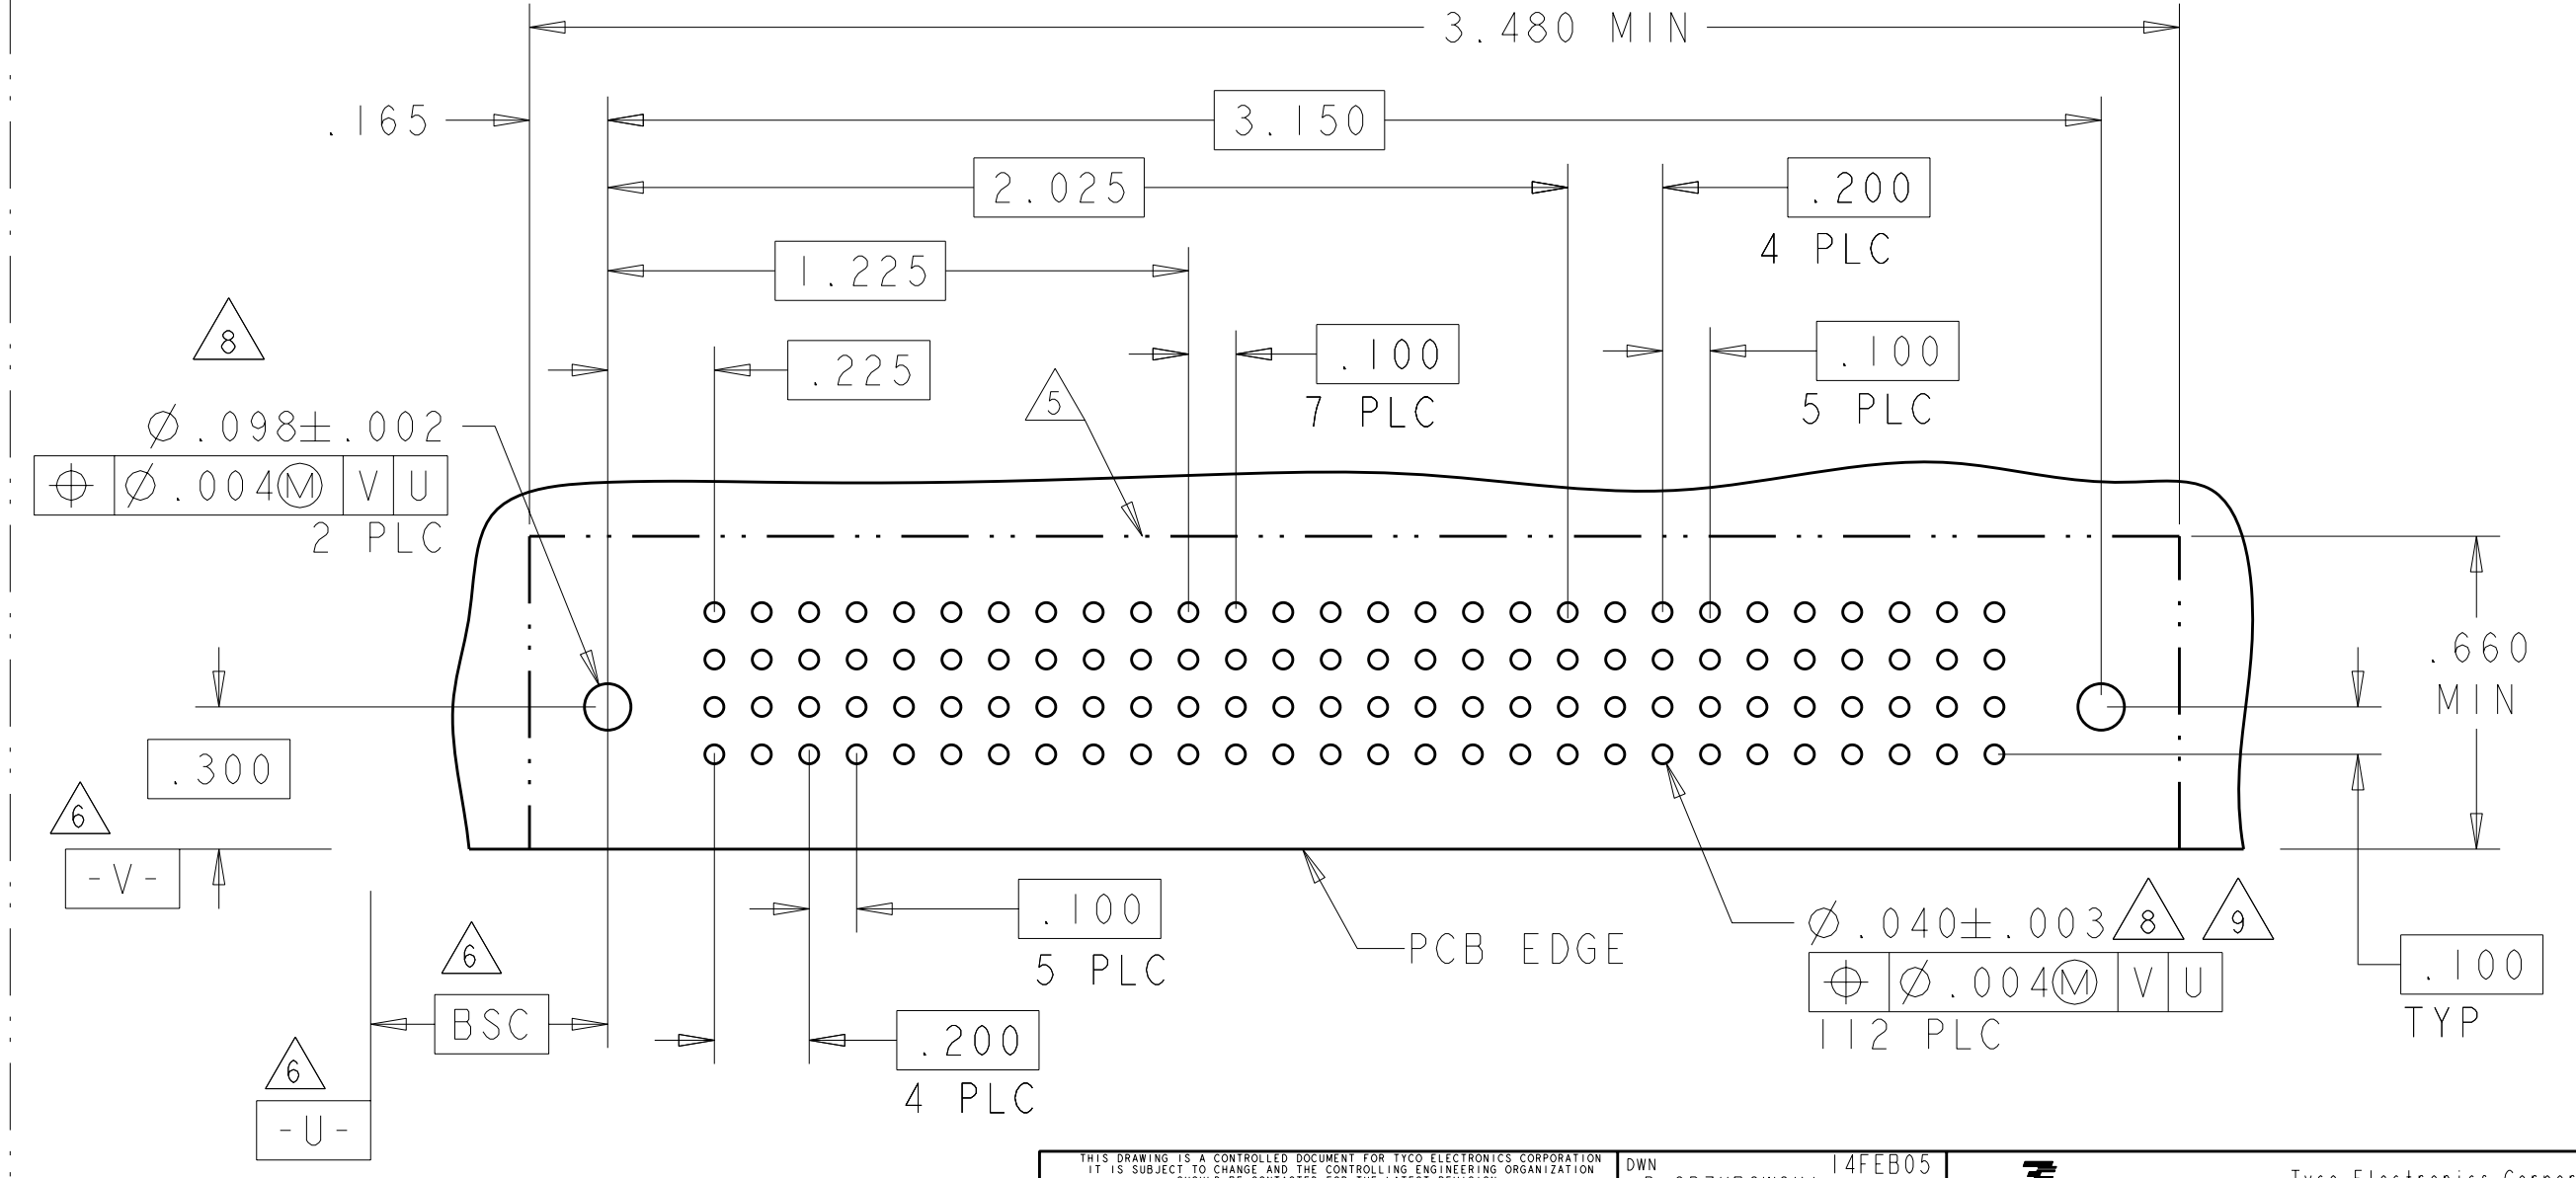 3.480 MIN
.165
3.150
2.025
.200
4 PLC
1.225
8
.100
7 PLC
.100
5 PLC
.225
5
Ø.098±.002
⌖ Ø.004Ⓜ V U
2 PLC
.660
MIN
.300
6
-V-
.100
5 PLC
PCB EDGE
Ø.040±.003 8 9
⌖ Ø.004Ⓜ V U
112 PLC
.100
TYP
6
BSC
.200
4 PLC
6
-U-
THIS DRAWING IS A CONTROLLED DOCUMENT FOR TYCO ELECTRONICS CORPORATION
IT IS SUBJECT TO CHANGE AND THE CONTROLLING ENGINEERING ORGANIZATION
DWN 14FEB05
Tyco Electronics